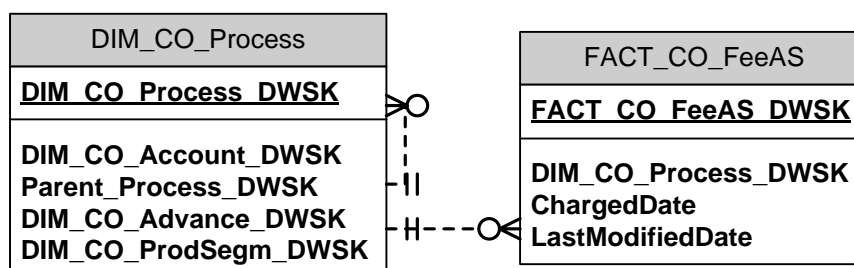 DIM_CO_Process
DIM_CO_Process_DWSK
DIM_CO_Account_DWSK
Parent_Process_DWSK
DIM_CO_Advance_DWSK
DIM_CO_ProdSegm_DWSK
FACT_CO_FeeAS
FACT_CO_FeeAS_DWSK
DIM_CO_Process_DWSK
ChargedDate
LastModifiedDate